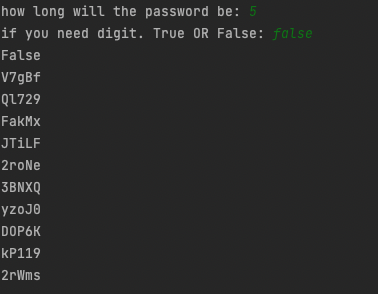 how long will the password be: 5
if you need digit. True OR False: false
False
V7gBf
Ql729
FakMx
JTiLF
2roNe
3BNXQ
yzoJ0
DOP6K
kP119
2rWms